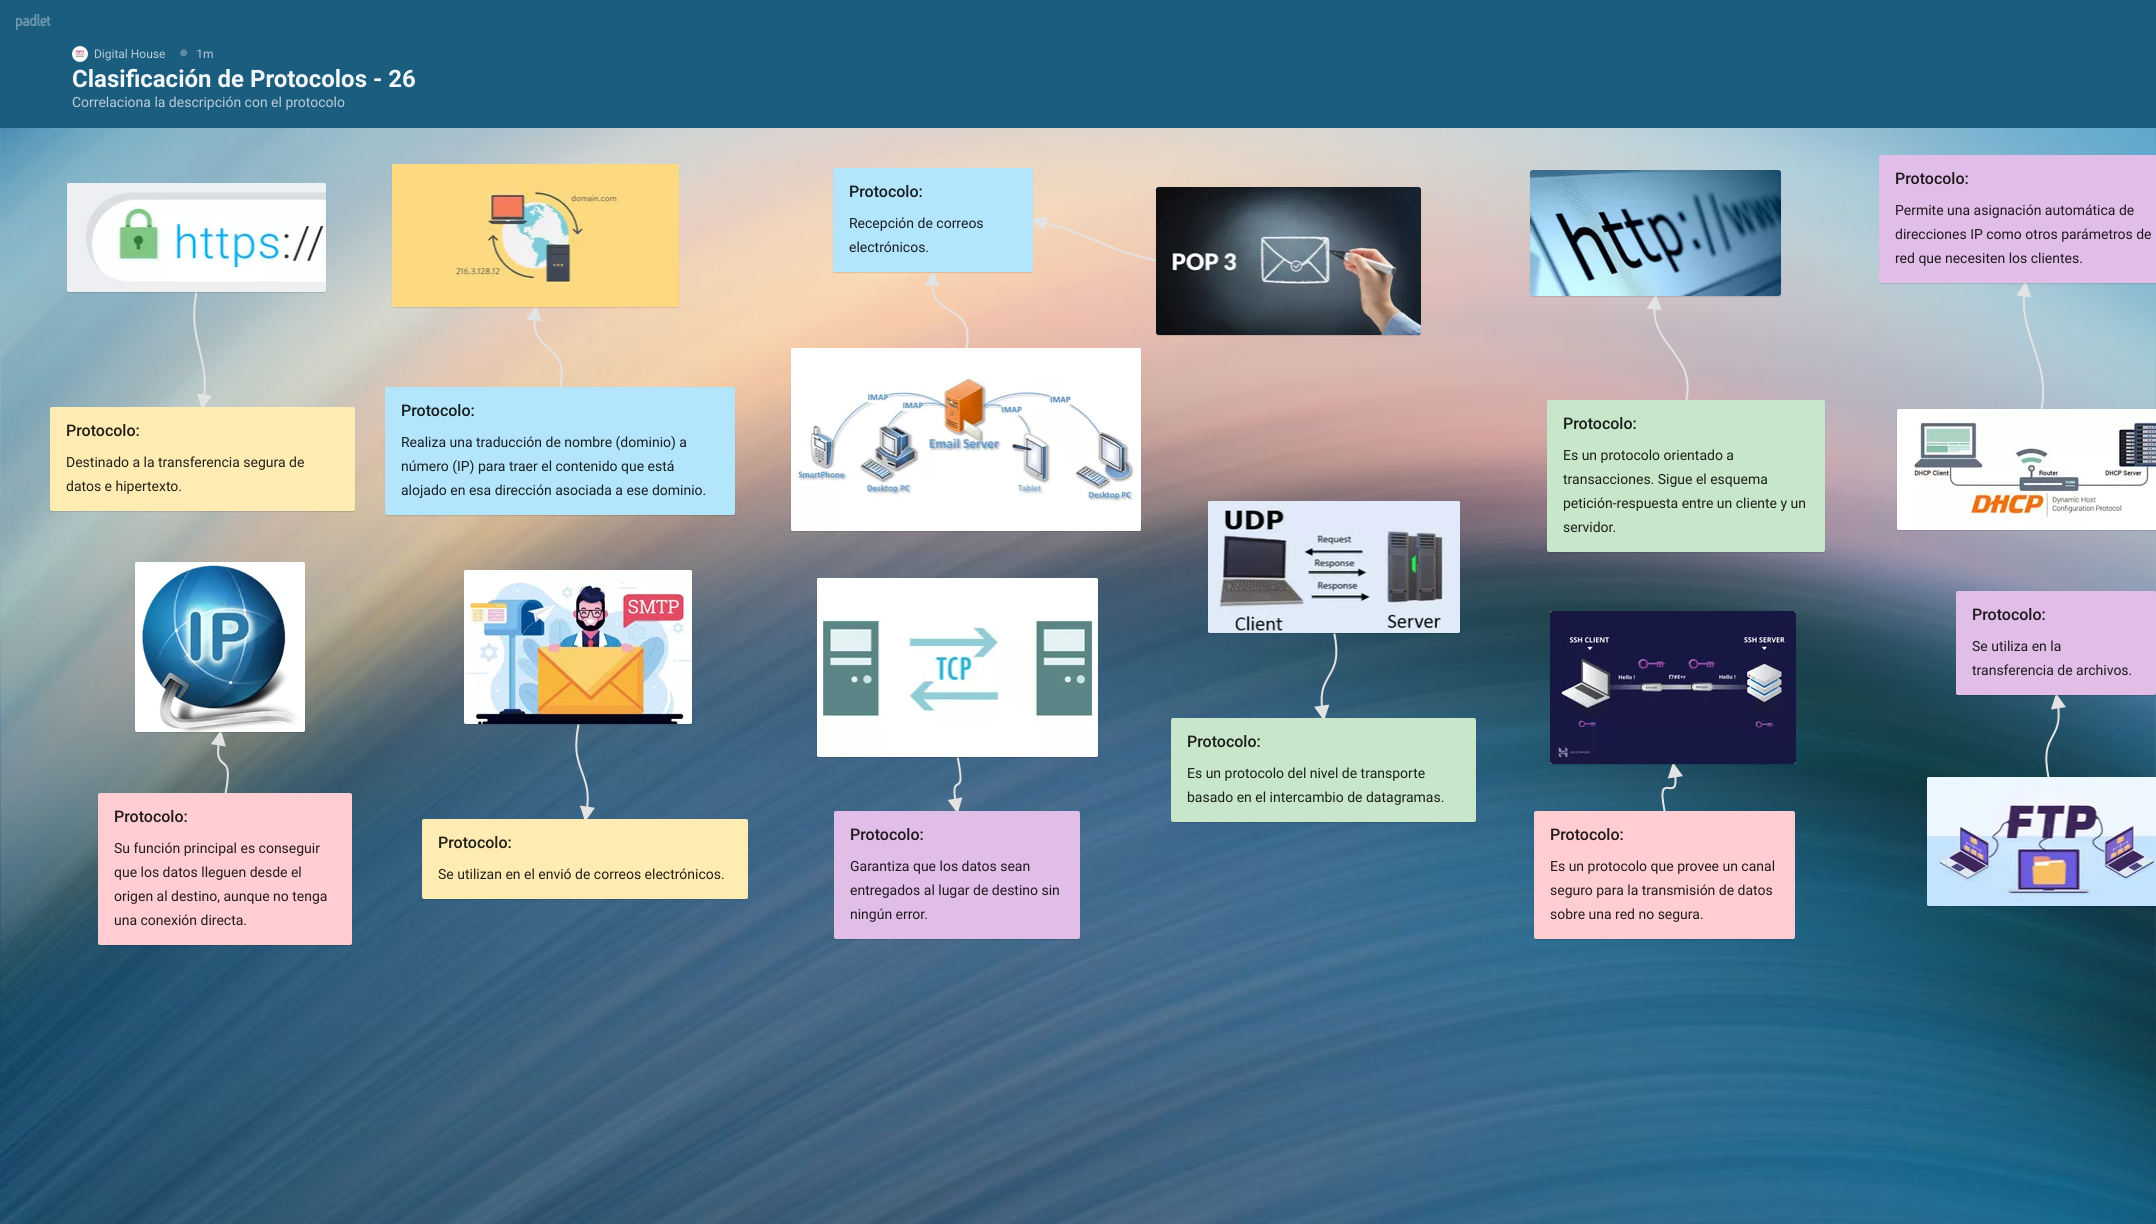 padlet
Digital House • 1m
Clasificación de Protocolos - 26
Correlaciona la descripción con el protocolo
https://
Protocolo:
Destinado a la transferencia segura de
datos e hipertexto.
domain.com
216.3.128.12
Protocolo:
Realiza una traducción de nombre (dominio) a
número (IP) para traer el contenido que está
alojado en esa dirección asociada a ese dominio.
Protocolo:
Recepción de correos
electrónicos.
POP 3
IMAP
IMAP
IMAP
IMAP
Email Server
SmartPhone
Desktop PC
Tablet
Desktop PC
http://www
Protocolo:
Es un protocolo orientado a
transacciones. Sigue el esquema
petición-respuesta entre un cliente y un
servidor.
Protocolo:
Permite una asignación automática de
direcciones IP como otros parámetros de
red que necesiten los clientes.
DHCP Client
Router
DHCP Server
DHCP
Dynamic Host
Configuration Protocol
IP
Protocolo:
Su función principal es conseguir
que los datos lleguen desde el
origen al destino, aunque no tenga
una conexión directa.
SMTP
Protocolo:
Se utilizan en el envió de correos electrónicos.
TCP
Protocolo:
Garantiza que los datos sean
entregados al lugar de destino sin
ningún error.
UDP
Request
Response
Response
Client
Server
Protocolo:
Es un protocolo del nivel de transporte
basado en el intercambio de datagramas.
SSH CLIENT
SSH SERVER
Hello !
Hello !
Protocolo:
Es un protocolo que provee un canal
seguro para la transmisión de datos
sobre una red no segura.
Protocolo:
Se utiliza en la
transferencia de archivos.
FTP